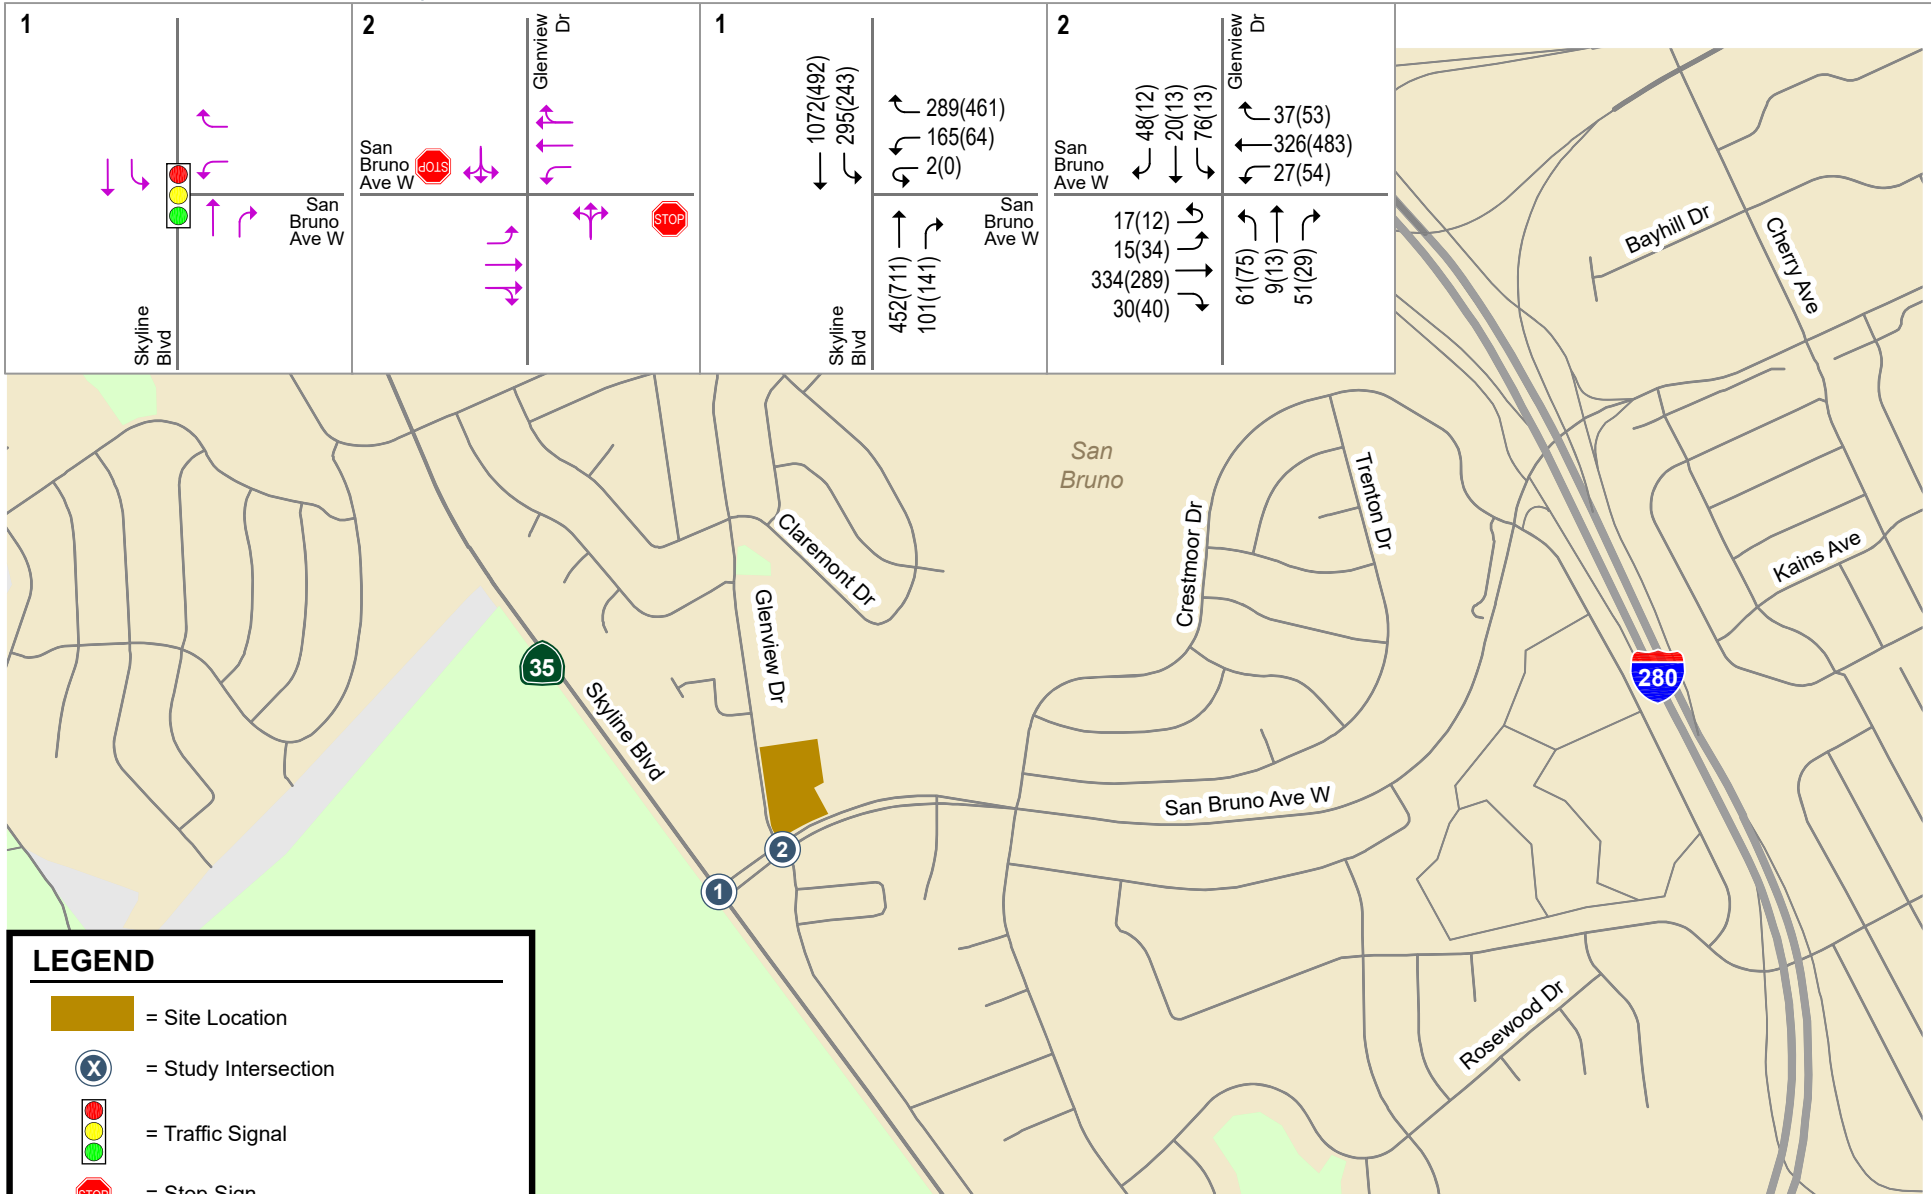 1
San
Bruno
Ave W
Skyline
Blvd
2
Glenview
Dr
San
Bruno
Ave W
STOP
STOP
1
1072(492)
295(243)
289(461)
165(64)
2(0)
San
Bruno
Ave W
452(711)
101(141)
Skyline
Blvd
2
Glenview
Dr
48(12)
20(13)
76(13)
37(53)
326(483)
27(54)
San
Bruno
Ave W
17(12)
15(34)
334(289)
30(40)
61(75)
9(13)
51(29)
Bayhill Dr
Cherry Ave
San
Bruno
Trenton Dr
Crestmoor Dr
Claremont Dr
Kains Ave
Glenview Dr
35
Skyline Blvd
280
San Bruno Ave W
2
1
Rosewood Dr
LEGEND
= Site Location
X = Study Intersection
= Traffic Signal
STOP = Stop Sign